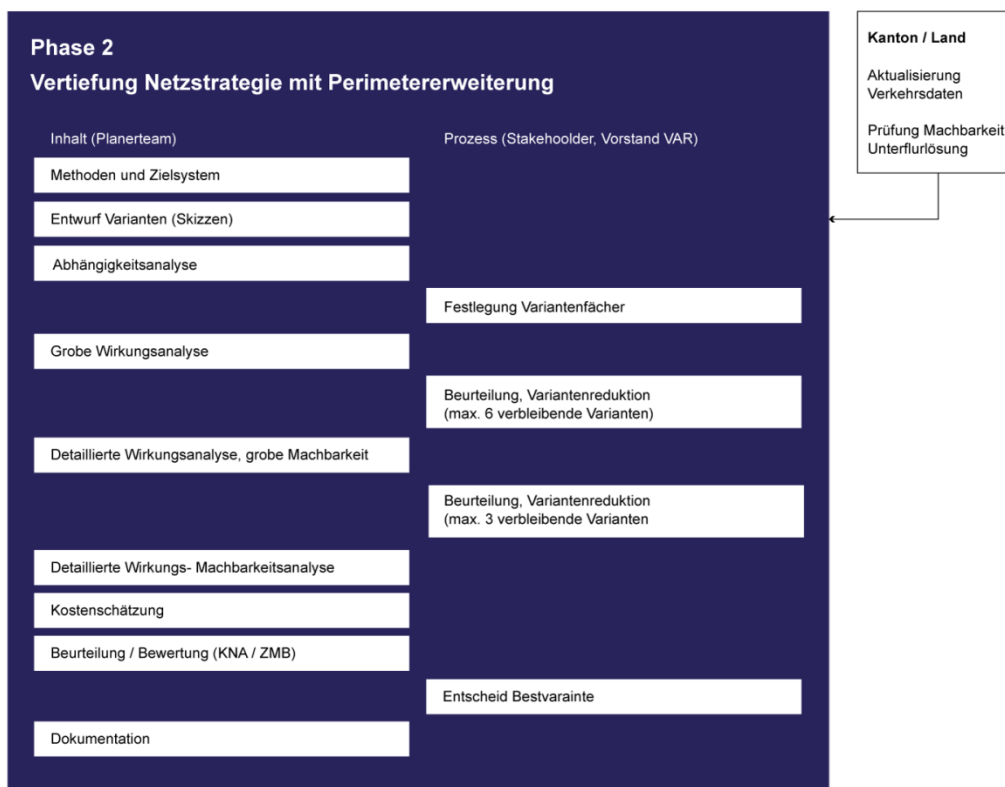 Phase 2
Vertiefung Netzstrategie mit Perimetererweiterung
Inhalt (Planerteam)
Prozess (Stakehoolder, Vorstand VAR)
Methoden und Zielsystem
Entwurf Varianten (Skizzen)
Abhängigkeitsanalyse
Festlegung Variantenfächer
Grobe Wirkungsanalyse
Beurteilung, Variantenreduktion
(max. 6 verbleibende Varianten)
Detaillierte Wirkungsanalyse, grobe Machbarkeit
Beurteilung, Variantenreduktion
(max. 3 verbleibende Varianten
Detaillierte Wirkungs- Machbarkeitsanalyse
Kostenschätzung
Beurteilung / Bewertung (KNA / ZMB)
Entscheid Bestvarainte
Dokumentation
Kanton / Land
Aktualisierung
Verkehrsdaten
Prüfung Machbarkeit
Unterflurlösung